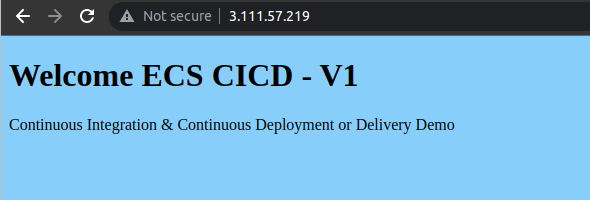 Not secure 3.111.57.219
Welcome ECS CICD - V1
Continuous Integration & Continuous Deployment or Delivery Demo